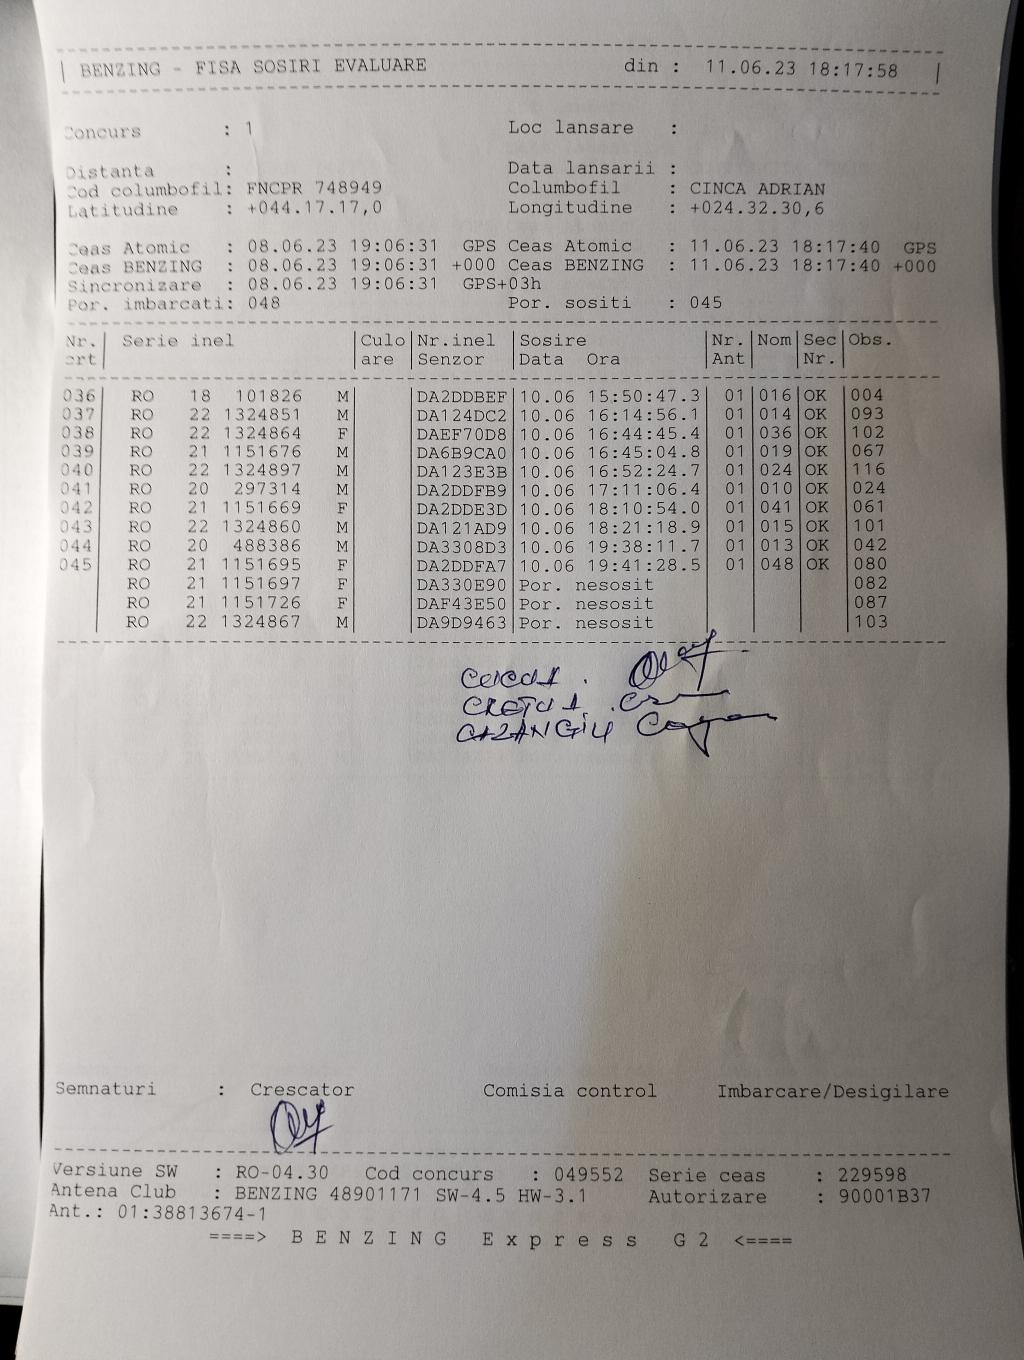 BENZING - FISA SOSIRI EVALUARE din : 11.06.23 18:17:58
Concurs : 1 Loc lansare :
Distanta : Data lansarii :
Cod columbofil: FNCPR 748949 Columbofil : CINCA ADRIAN
Latitudine : +044.17.17,0 Longitudine : +024.32.30,6
Ceas Atomic : 08.06.23 19:06:31 GPS Ceas Atomic : 11.06.23 18:17:40 GPS
Ceas BENZING : 08.06.23 19:06:31 +000 Ceas BENZING : 11.06.23 18:17:40 +000
Sincronizare : 08.06.23 19:06:31 GPS+03h
Por. imbarcati: 048 Por. sositi : 045
Nr. | Serie inel | Culo | Nr.inel | Sosire | Nr. | Nom | Sec | Obs.
crt | | are | Senzor | Data Ora | Ant | | Nr. |
036 | RO 18 101826 M | | DA2DDBEF | 10.06 15:50:47.3 | 01 | 016 | OK | 004
037 | RO 22 1324851 M | | DA124DC2 | 10.06 16:14:56.1 | 01 | 014 | OK | 093
038 | RO 22 1324864 F | | DAEF70D8 | 10.06 16:44:45.4 | 01 | 036 | OK | 102
039 | RO 21 1151676 M | | DA6B9CA0 | 10.06 16:45:04.8 | 01 | 019 | OK | 067
040 | RO 22 1324897 M | | DA123E3B | 10.06 16:52:24.7 | 01 | 024 | OK | 116
041 | RO 20 297314 M | | DA2DDFB9 | 10.06 17:11:06.4 | 01 | 010 | OK | 024
042 | RO 21 1151669 F | | DA2DDE3D | 10.06 18:10:54.0 | 01 | 041 | OK | 061
043 | RO 22 1324860 M | | DA121AD9 | 10.06 18:21:18.9 | 01 | 015 | OK | 101
044 | RO 20 488386 M | | DA3308D3 | 10.06 19:38:11.7 | 01 | 013 | OK | 042
045 | RO 21 1151695 F | | DA2DDFA7 | 10.06 19:41:28.5 | 01 | 048 | OK | 080
RO 21 1151697 F | | DA330E90 | Por. nesosit | | | | 082
RO 21 1151726 F | | DAF43E50 | Por. nesosit | | | | 087
RO 22 1324867 M | | DA9D9463 | Por. nesosit | | | | 103
CAZANGIU
Semnaturi : Crescator Comisia control Imbarcare/Desigilare
Versiune SW : RO-04.30 Cod concurs : 049552 Serie ceas : 229598
Antena Club : BENZING 48901171 SW-4.5 HW-3.1 Autorizare : 90001B37
Ant.: 01:38813674-1
====> B E N Z I N G E x p r e s s G 2 <====